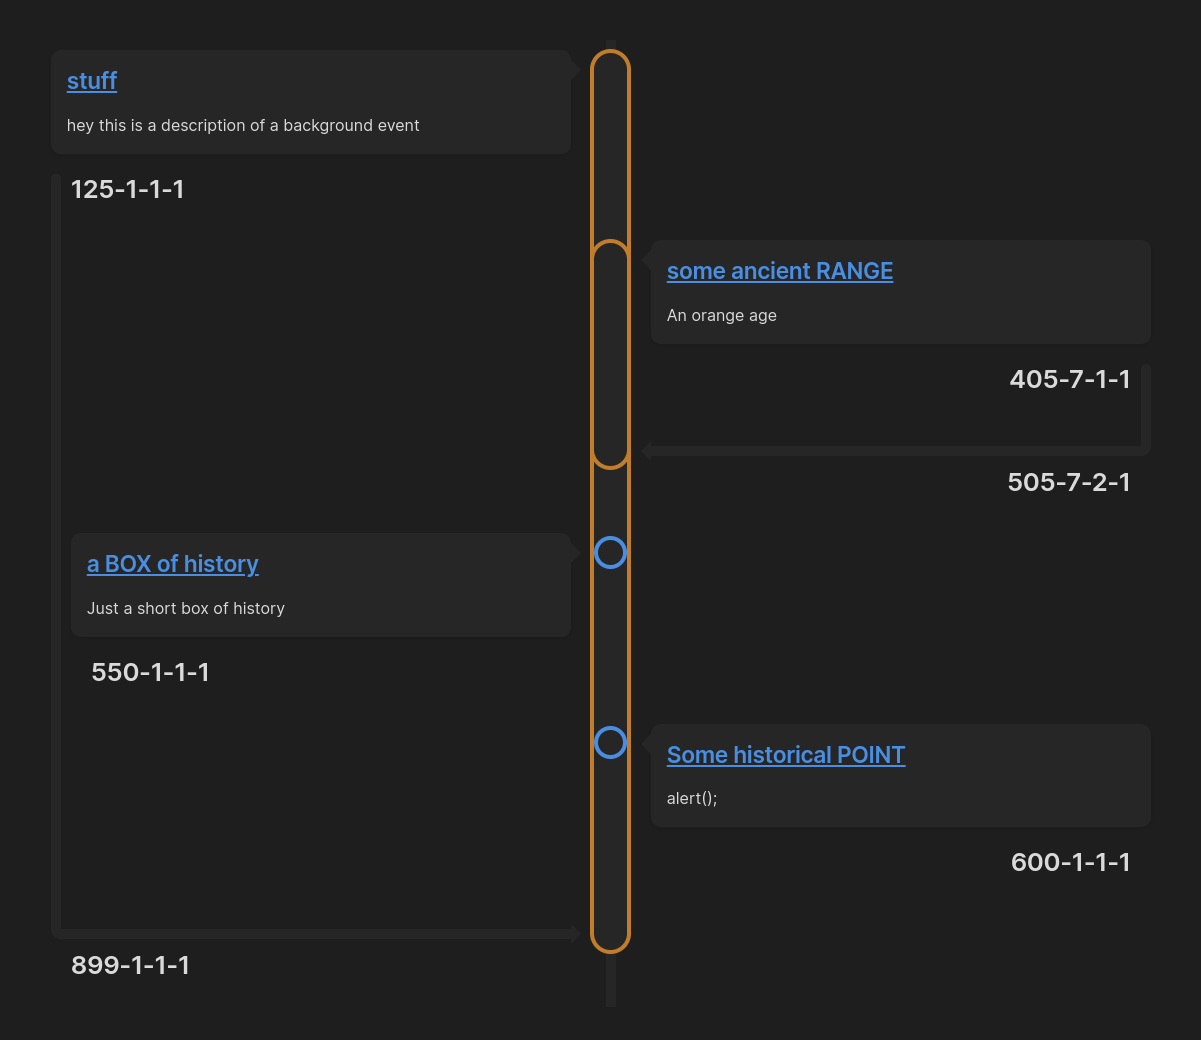 stuff
hey this is a description of a background event
125-1-1-1
some ancient RANGE
An orange age
405-7-1-1
505-7-2-1
a BOX of history
Just a short box of history
550-1-1-1
Some historical POINT
alert();
600-1-1-1
899-1-1-1